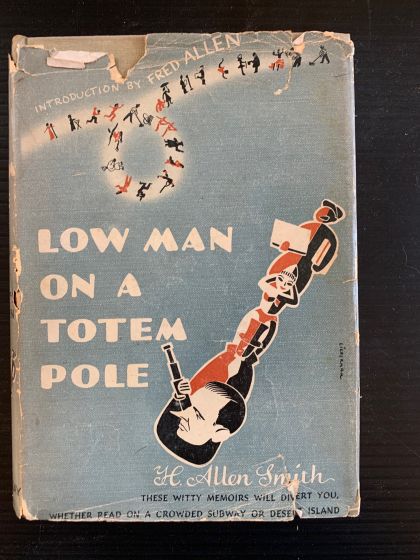 INTRODUCTION BY FRED ALLEN
LOW MAN
ON A
TOTEM
POLE
H. Allen Smith
THESE WITTY MEMOIRS WILL DIVERT YOU,
WHETHER READ ON A CROWDED SUBWAY OR DESERT ISLAND